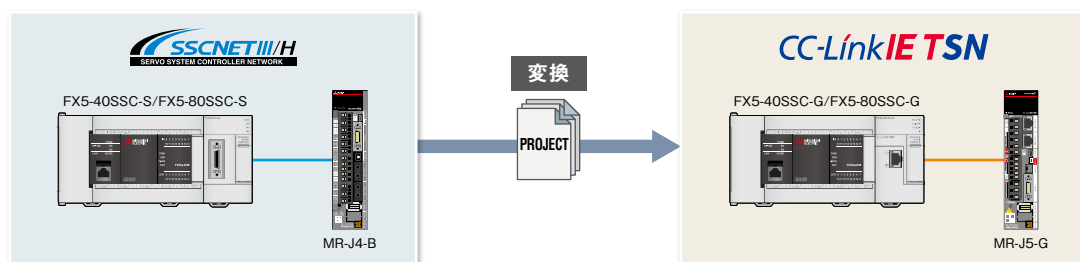 SSCNETIII/H
SERVO SYSTEM CONTROLLER NETWORK
FX5-40SSC-S/FX5-80SSC-S
MR-J4-B
変換
PROJECT
CC-Link IE TSN
FX5-40SSC-G/FX5-80SSC-G
MR-J5-G